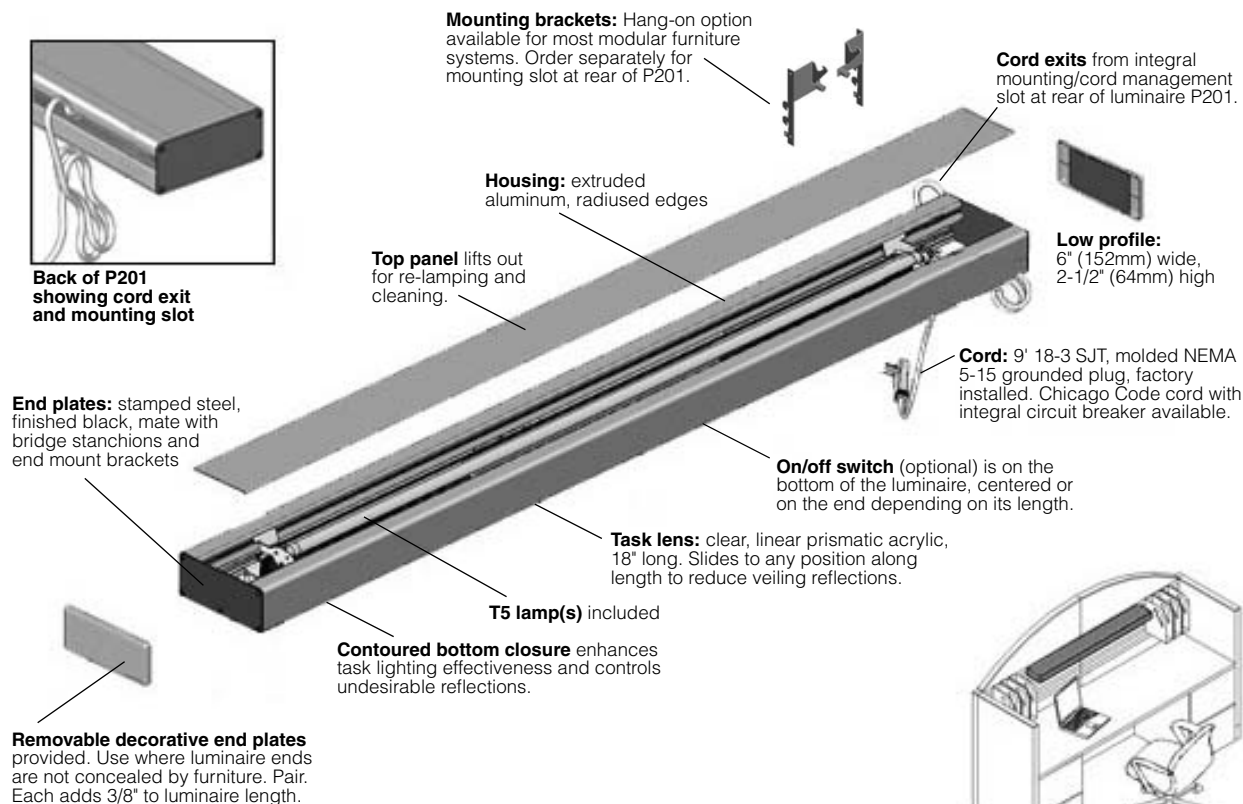 Mounting brackets: Hang-on option
available for most modular furniture
systems. Order separately for
mounting slot at rear of P201.
Cord exits from integral
mounting/cord management
slot at rear of luminaire P201.
Housing: extruded
aluminum, radiused edges
Low profile:
6" (152mm) wide,
2-1/2" (64mm) high
Top panel lifts out
for re-lamping and
cleaning.
Back of P201
showing cord exit
and mounting slot
Cord: 9' 18-3 SJT, molded NEMA
5-15 grounded plug, factory
installed. Chicago Code cord with
integral circuit breaker available.
End plates: stamped steel,
finished black, mate with
bridge stanchions and
end mount brackets
On/off switch (optional) is on the
bottom of the luminaire, centered or
on the end depending on its length.
Task lens: clear, linear prismatic acrylic,
18" long. Slides to any position along
length to reduce veiling reflections.
T5 lamp(s) included
Contoured bottom closure enhances
task lighting effectiveness and controls
undesirable reflections.
Removable decorative end plates
provided. Use where luminaire ends
are not concealed by furniture. Pair.
Each adds 3/8" to luminaire length.